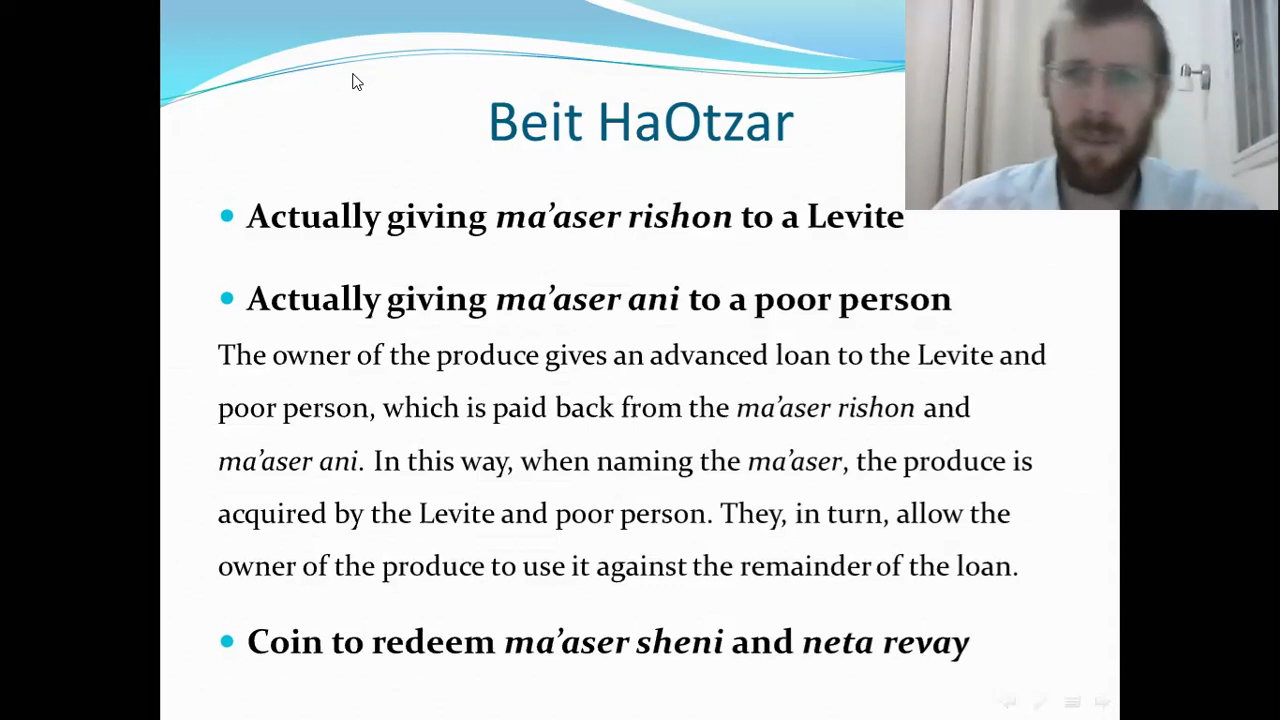 Beit HaOtzar
• Actually giving ma’aser rishon to a Levite
• Actually giving ma’aser ani to a poor person
The owner of the produce gives an advanced loan to the Levite and
poor person, which is paid back from the ma’aser rishon and
ma’aser ani. In this way, when naming the ma’aser, the produce is
acquired by the Levite and poor person. They, in turn, allow the
owner of the produce to use it against the remainder of the loan.
• Coin to redeem ma’aser sheni and neta revay